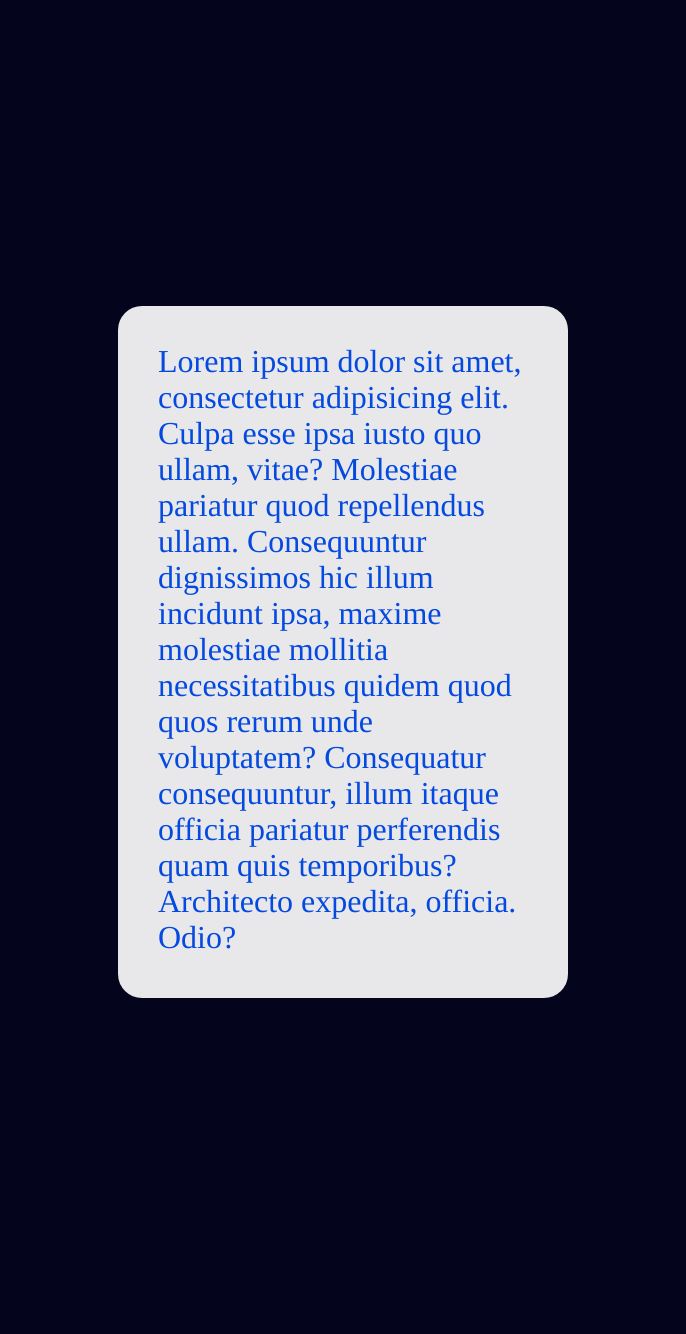 Lorem ipsum dolor sit amet,
consectetur adipisicing elit.
Culpa esse ipsa iusto quo
ullam, vitae? Molestiae
pariatur quod repellendus
ullam. Consequuntur
dignissimos hic illum
incidunt ipsa, maxime
molestiae mollitia
necessitatibus quidem quod
quos rerum unde
voluptatem? Consequatur
consequuntur, illum itaque
officia pariatur perferendis
quam quis temporibus?
Architecto expedita, officia.
Odio?